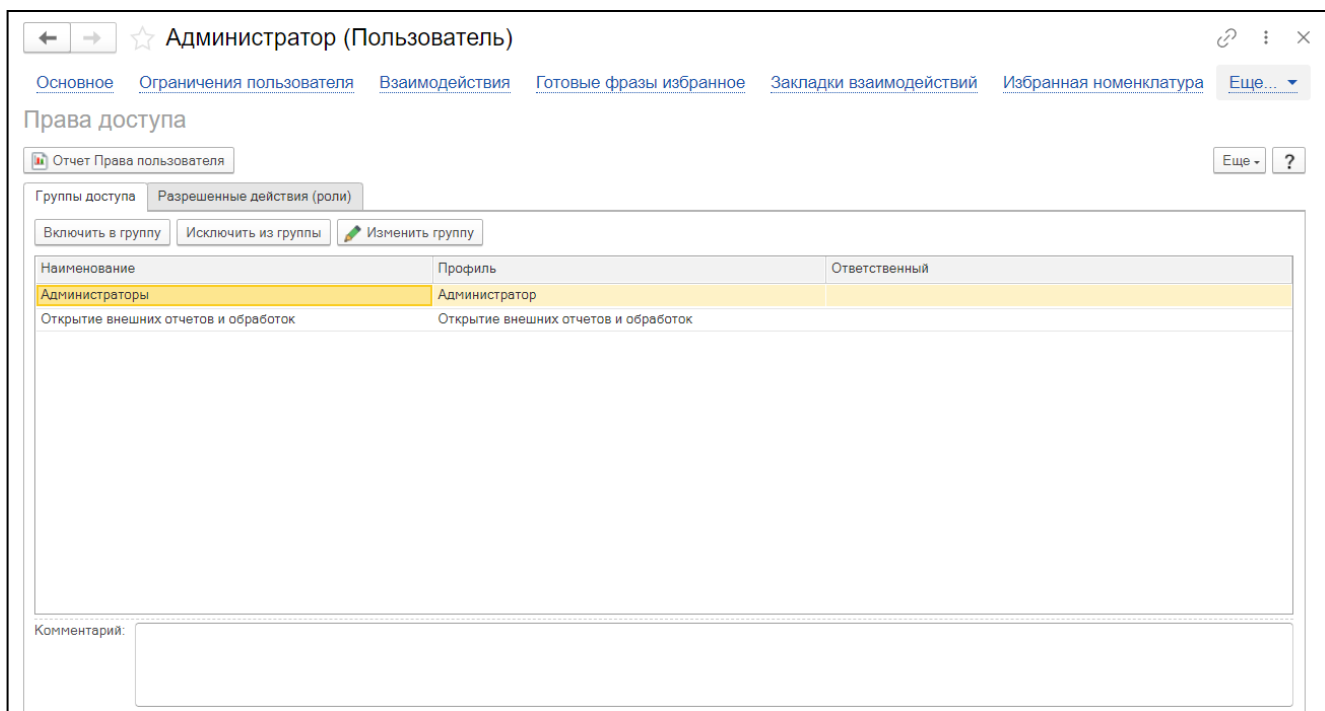 Администратор (Пользователь)
Основное Ограничения пользователя Взаимодействия Готовые фразы избранное Закладки взаимодействий Избранная номенклатура Еще...
Права доступа
Отчет Права пользователя Еще ?
Группы доступа Разрешенные действия (роли)
Включить в группу Исключить из группы Изменить группу
Наименование Профиль Ответственный
Администраторы Администратор
Открытие внешних отчетов и обработок Открытие внешних отчетов и обработок
Комментарий: